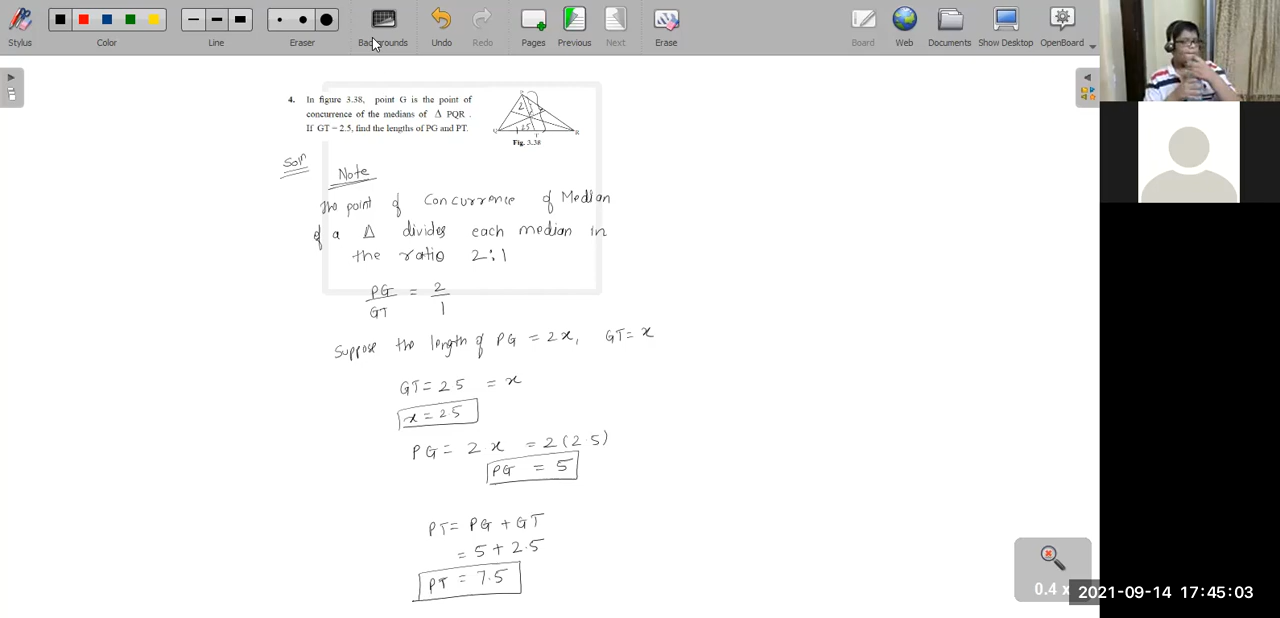 Stylus
Color
Line
Eraser
Backgrounds
Undo
Redo
Pages
Previous
Next
Erase
Board
Web
Documents
Show Desktop
OpenBoard
4. In figure 3.38, point G is the point of
concurrence of the medians of Δ PQR .
If GT = 2.5, find the lengths of PG and PT.
Fig. 3.38
Soln
Note
The point of Concurrence of Median
of a Δ divides each median in
the ratio 2:1
PG/GT = 2/1
Suppose the length of PG = 2x, GT = x
GT = 2.5 = x
x = 2.5
PG = 2x = 2(2.5)
PG = 5
PT = PG + GT
= 5 + 2.5
PT = 7.5
0.4 x
2021-09-14 17:45:03